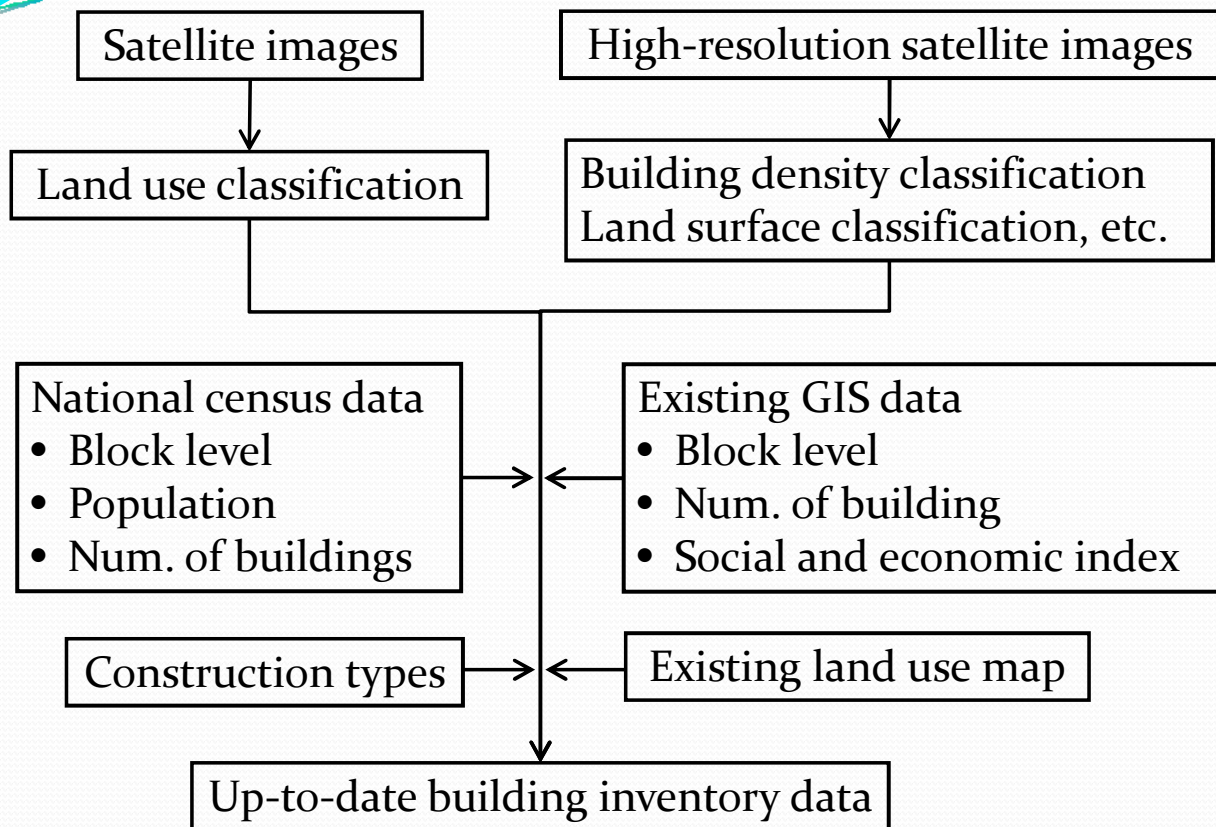 Satellite images
High-resolution satellite images
Land use classification
Building density classification
Land surface classification, etc.
National census data
• Block level
• Population
• Num. of buildings
Existing GIS data
• Block level
• Num. of building
• Social and economic index
Construction types
Existing land use map
Up-to-date building inventory data